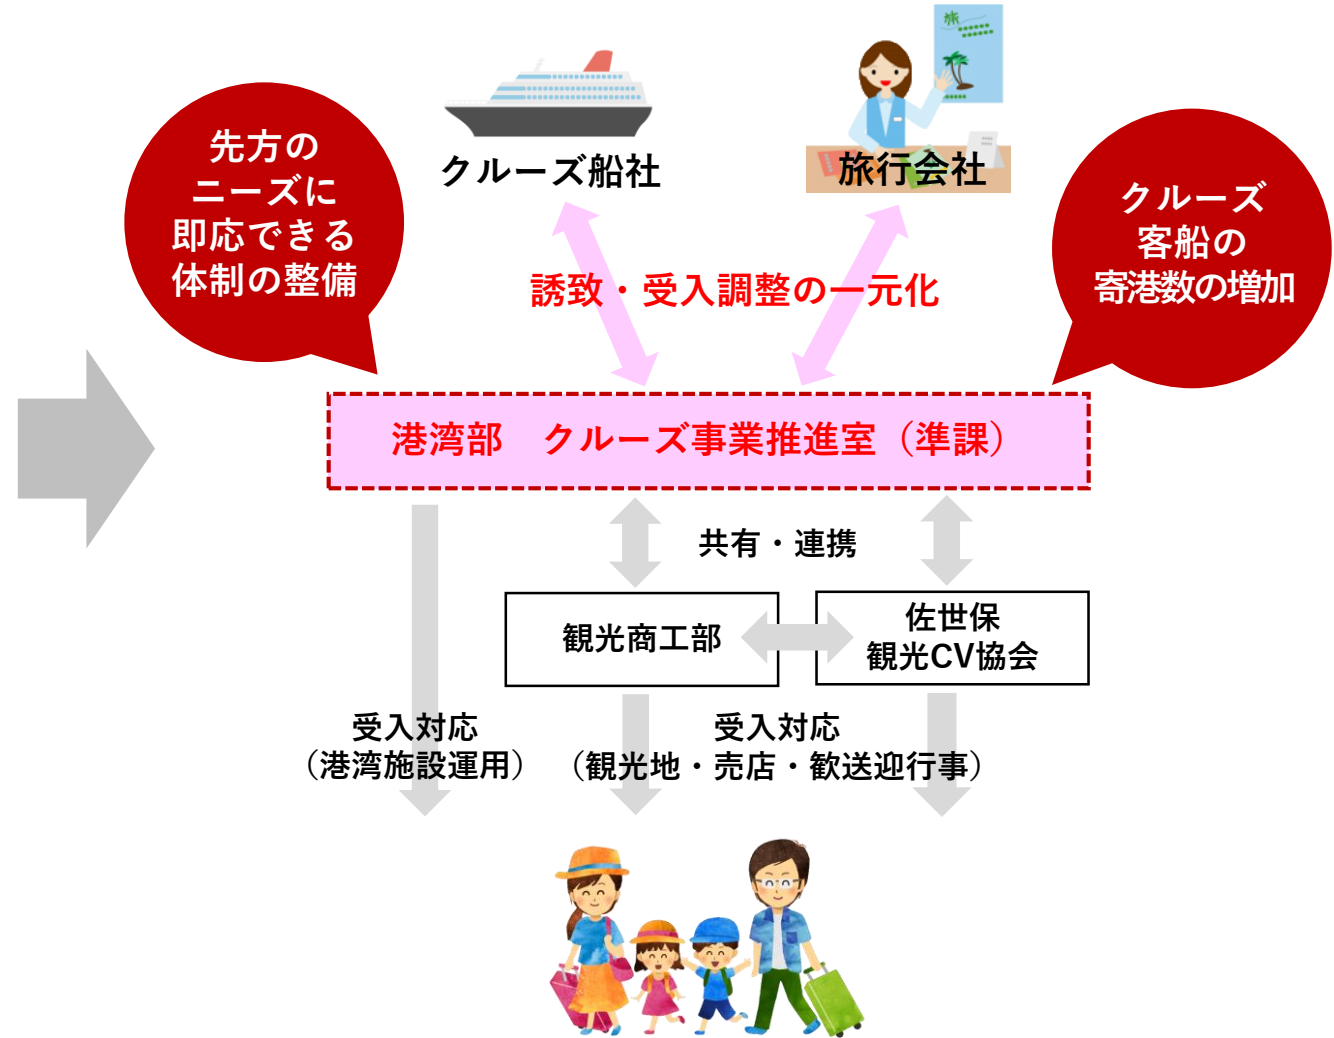 旅
クルーズ船社
旅行会社
先方の
ニーズに
即応できる
体制の整備
クルーズ
客船の
寄港数の増加
誘致・受入調整の一元化
港湾部　クルーズ事業推進室（準課）
共有・連携
観光商工部
佐世保
観光CV協会
受入対応
（港湾施設運用）
受入対応
（観光地・売店・歓送迎行事）